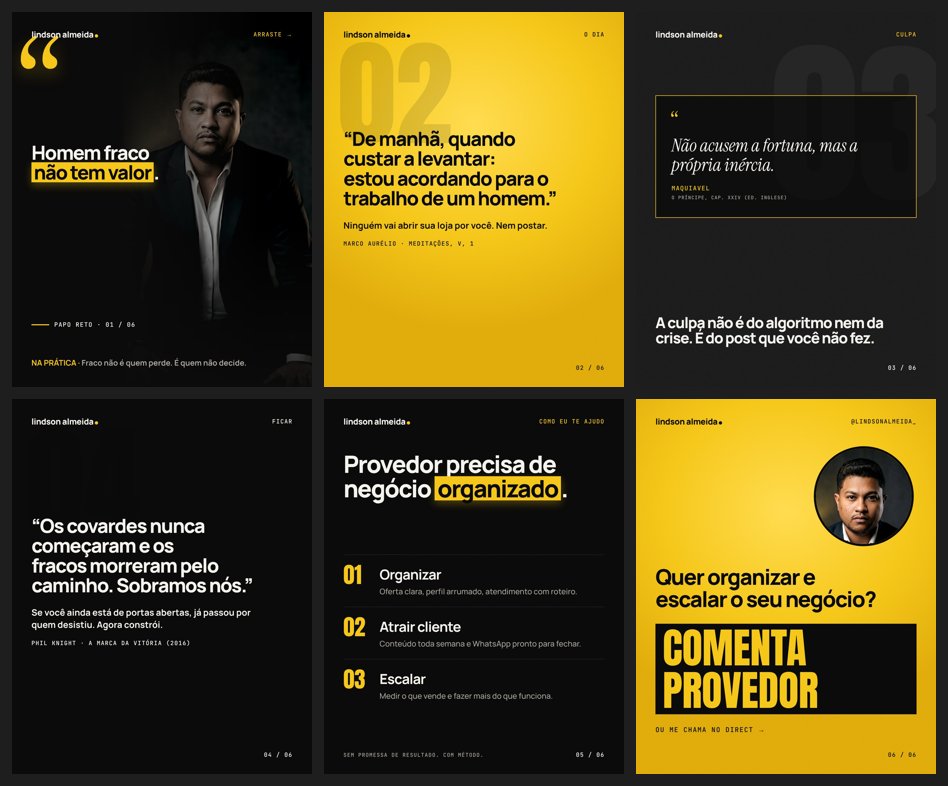 lindson almeida.
ARRASTE →
“
Homem fraco
não tem valor.
PAPO RETO · 01 / 06
NA PRÁTICA · Fraco não é quem perde. É quem não decide.
lindson almeida.
O DIA
02
“De manhã, quando
custar a levantar:
estou acordando para o
trabalho de um homem.”
Ninguém vai abrir sua loja por você. Nem postar.
MARCO AURÉLIO · MEDITAÇÕES, V, 1
02 / 06
lindson almeida.
CULPA
03
“
Não acusem a fortuna, mas a
própria inércia.
MAQUIAVEL
O PRÍNCIPE, CAP. XXIV (ED. INGLESE)
A culpa não é do algoritmo nem da
crise. É do post que você não fez.
03 / 06
lindson almeida.
FICAR
04
“Os covardes nunca
começaram e os
fracos morreram pelo
caminho. Sobramos nós.”
Se você ainda está de portas abertas, já passou por
quem desistiu. Agora constrói.
PHIL KNIGHT · A MARCA DA VITÓRIA (2016)
04 / 06
lindson almeida.
COMO EU TE AJUDO
Provedor precisa de
negócio organizado.
01 Organizar
Oferta clara, perfil arrumado, atendimento com roteiro.
02 Atrair cliente
Conteúdo toda semana e WhatsApp pronto para fechar.
03 Escalar
Medir o que vende e fazer mais do que funciona.
SEM PROMESSA DE RESULTADO. COM MÉTODO.
05 / 06
lindson almeida.
@LINDSONALMEIDA_
Quer organizar e
escalar o seu negócio?
COMENTA
PROVEDOR
OU ME CHAMA NO DIRECT →
06 / 06